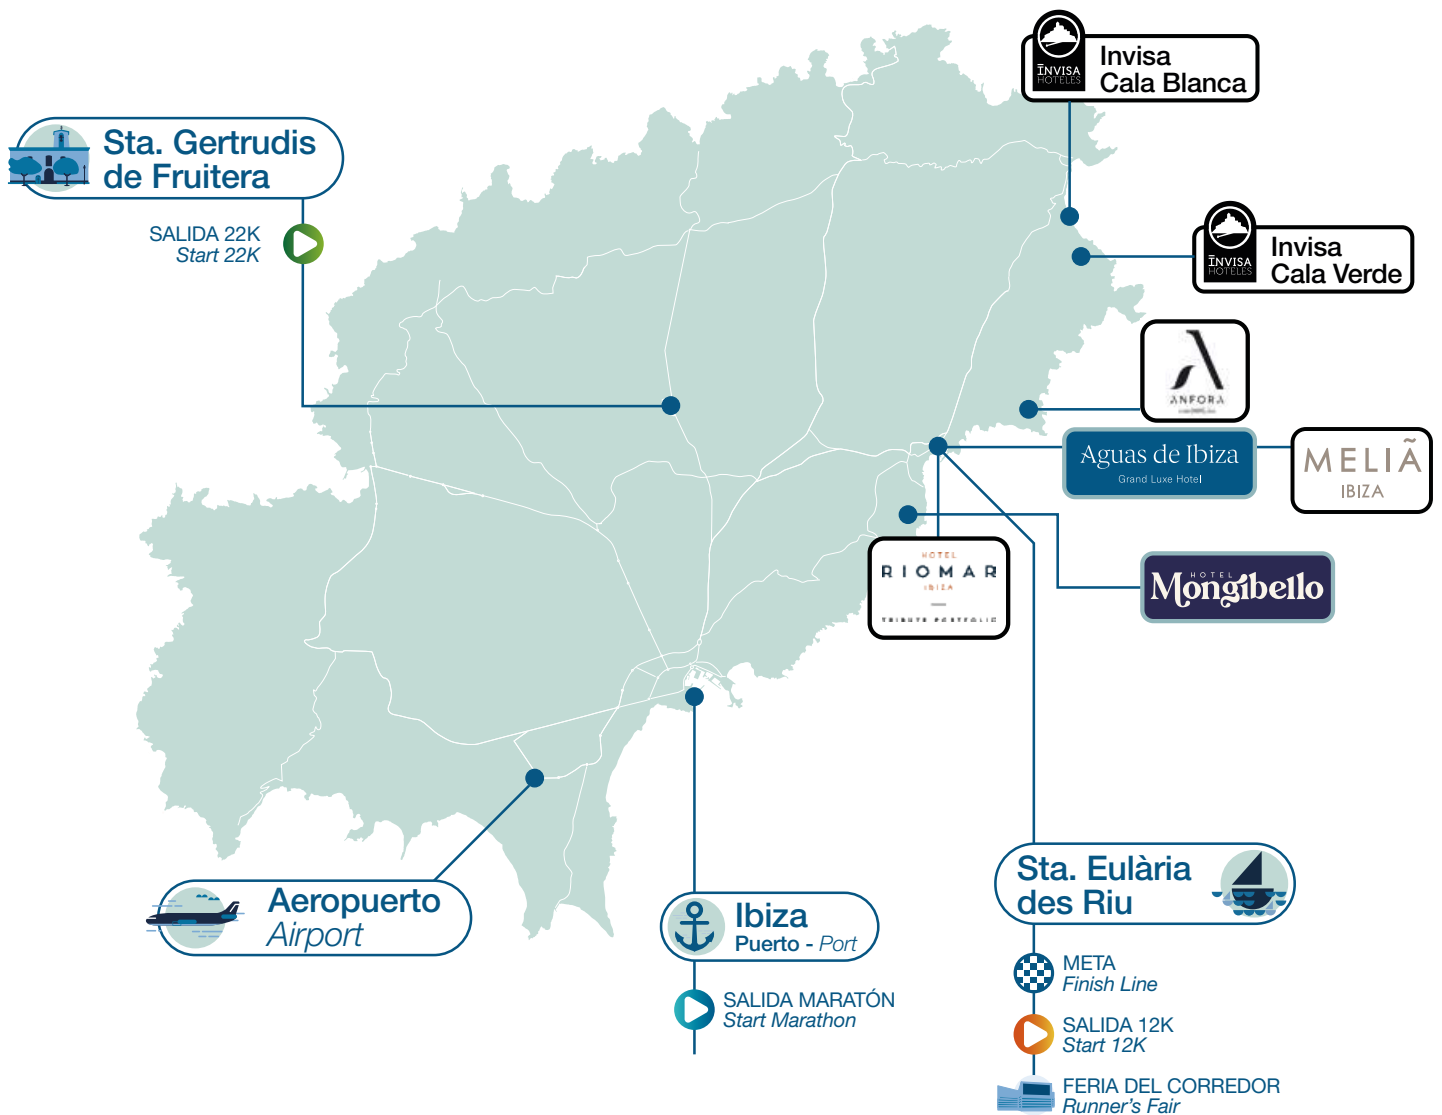 INVISA
HOTELES
Invisa
Cala Blanca
Sta. Gertrudis
de Fruitera
SALIDA 22K
Start 22K
INVISA
HOTELES
Invisa
Cala Verde
ANFORA
Aguas de Ibiza
Grand Luxe Hotel
MELIÃ
IBIZA
HOTEL
RIOMAR
IBIZA
TRIBUTE PORTFOLIO
HOTEL
Mongibello
Aeropuerto
Airport
Ibiza
Puerto - Port
SALIDA MARATÓN
Start Marathon
Sta. Eulària
des Riu
META
Finish Line
SALIDA 12K
Start 12K
FERIA DEL CORREDOR
Runner's Fair